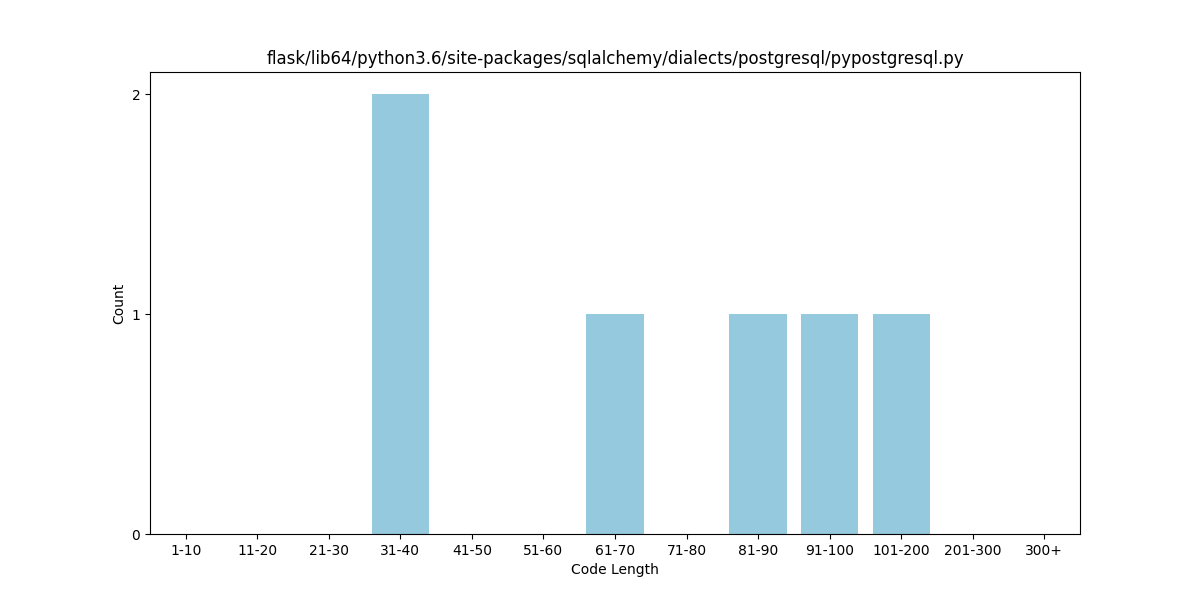 flask/lib64/python3.6/site-packages/sqlalchemy/dialects/postgresql/pypostgresql.py
2
1
0
Count
1-10 11-20 21-30 31-40 41-50 51-60 61-70 71-80 81-90 91-100 101-200 201-300 300+
Code Length